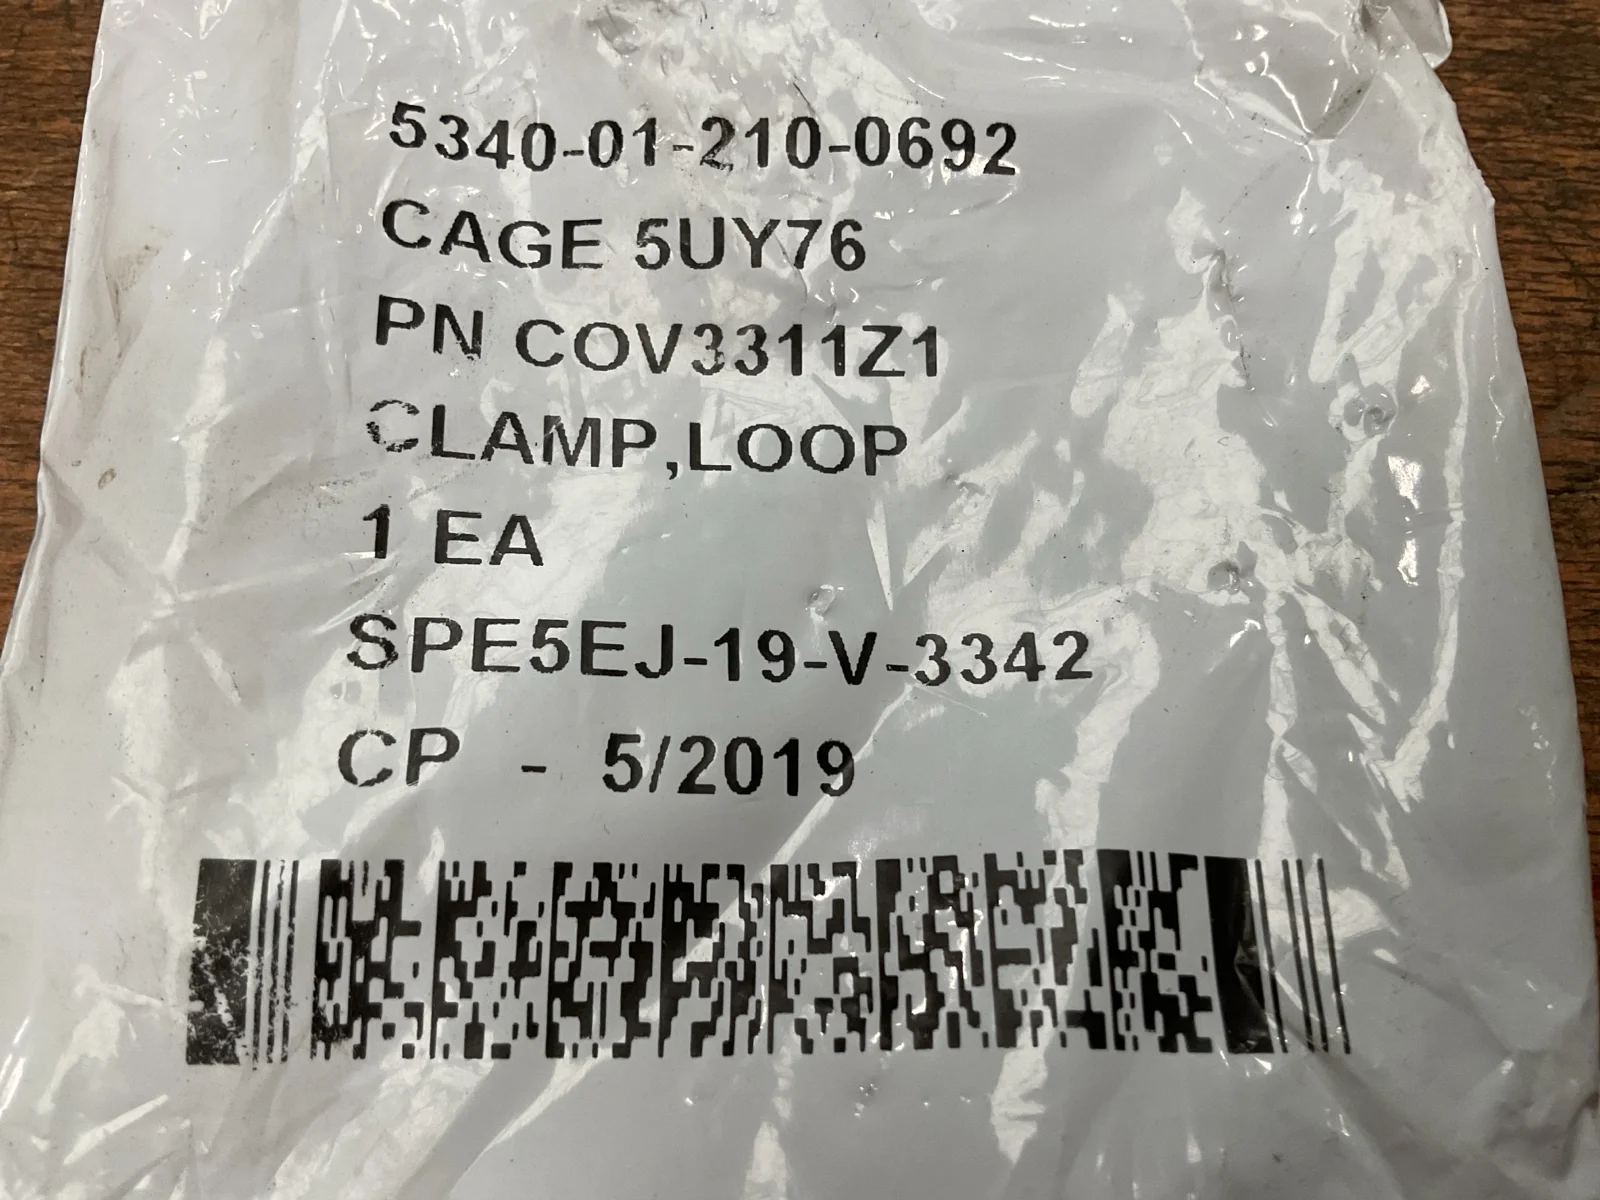 5340-01-210-0692
CAGE 5UY76
PN COV3311Z1
CLAMP,LOOP
1 EA
SPE5EJ-19-V-3342
CP - 5/2019